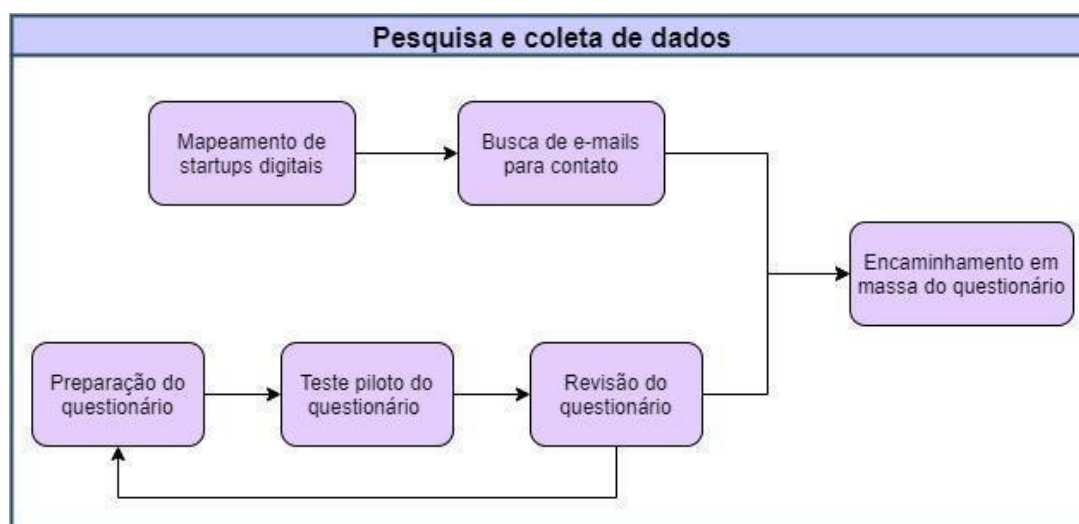 Pesquisa e coleta de dados
Mapeamento de
startups digitais
Busca de e-mails
para contato
Encaminhamento em
massa do questionário
Preparação do
questionário
Teste piloto do
questionário
Revisão do
questionário